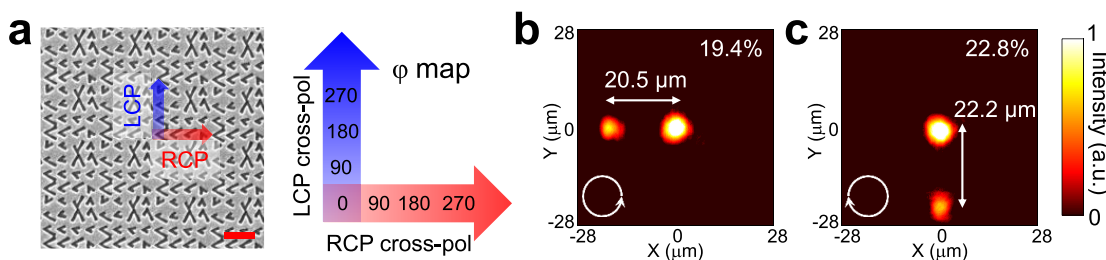 a
LCP
RCP
LCP cross-pol
φ map
270
180
90
0 90 180 270
RCP cross-pol
b
28
19.4%
20.5 μm
Y (μm)
0
-28
-28 0 28
X (μm)
c
28
22.8%
22.2 μm
Y (μm)
0
-28
-28 0 28
X (μm)
1
Intensity (a.u.)
0